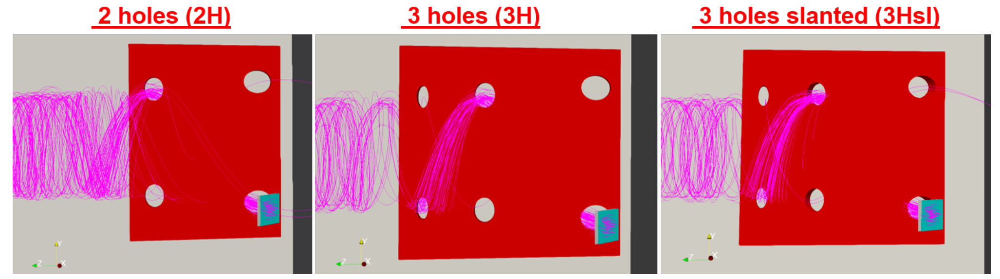 2 holes (2H)
3 holes (3H)
3 holes slanted (3Hsl)
Y
Z
X
Y
Z
X
Y
Z
X